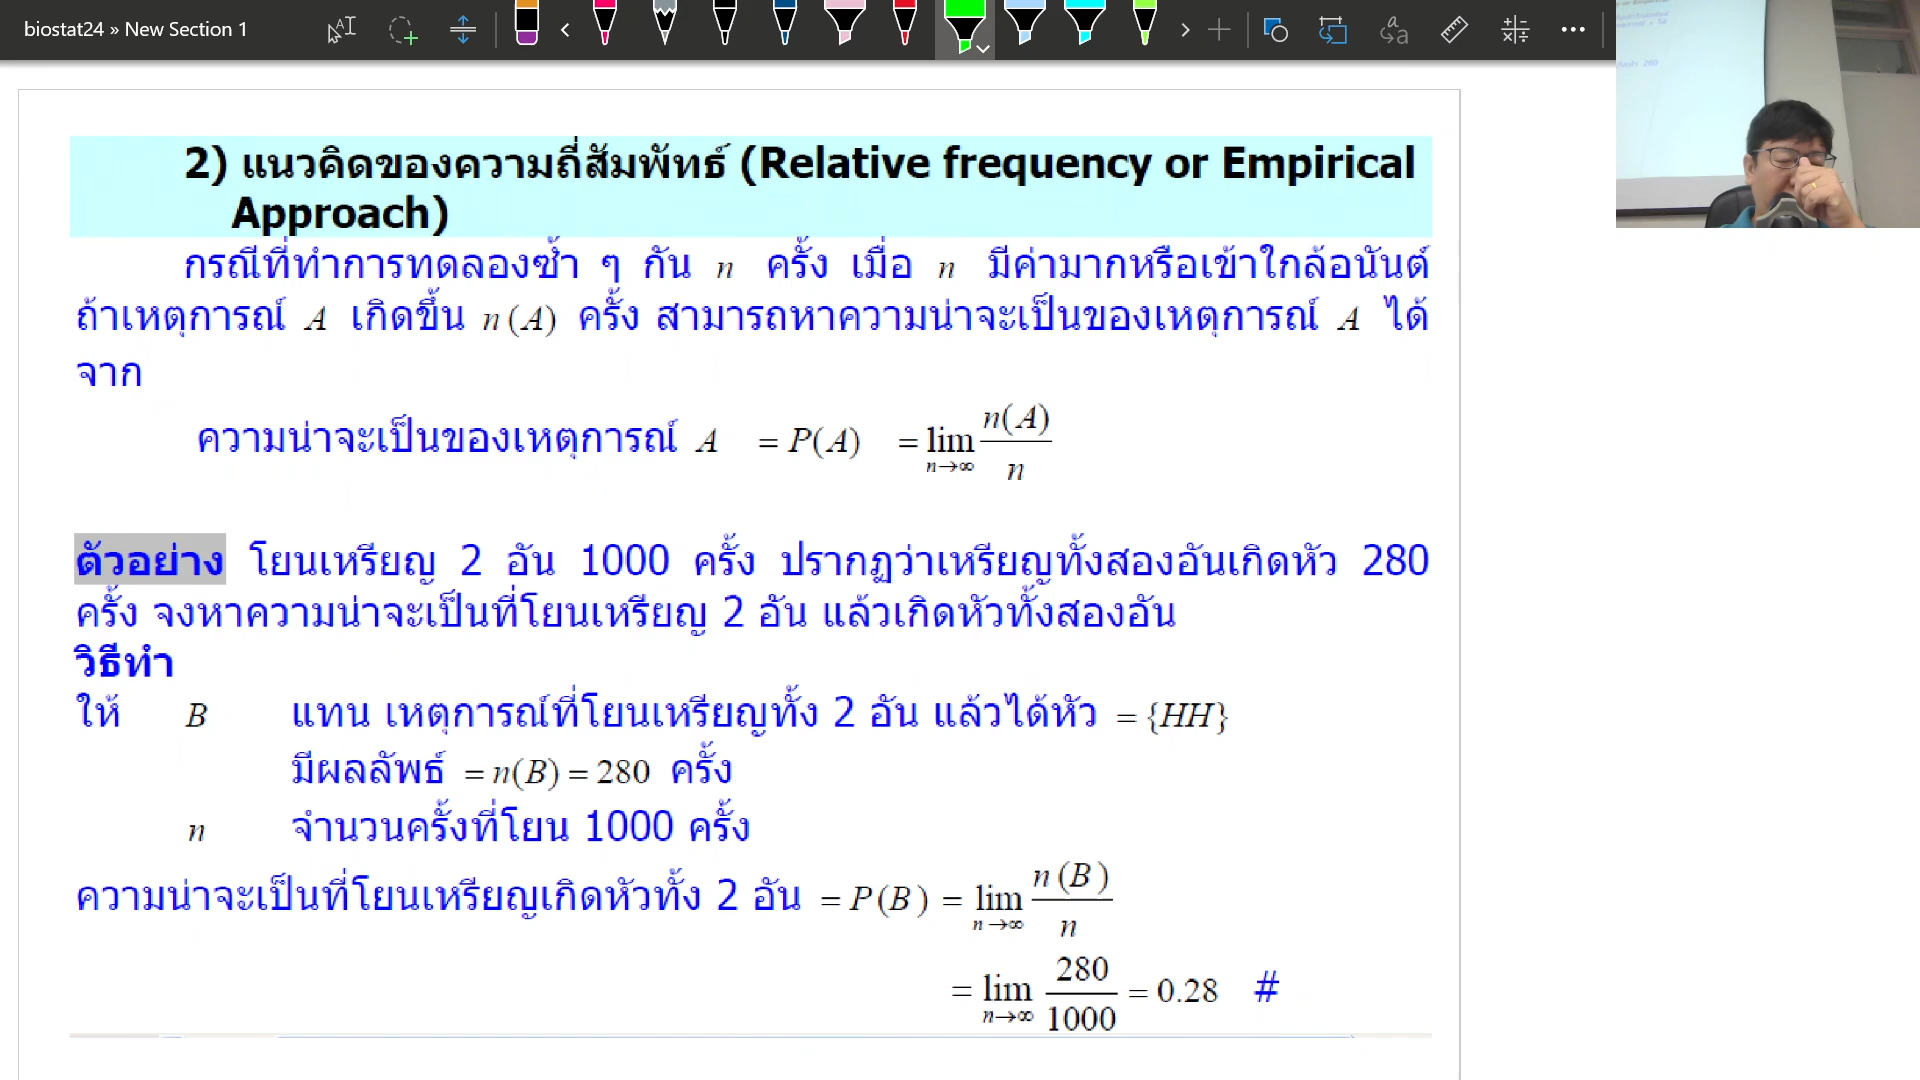 biostat24 » New Section 1
2) แนวคิดของความถี่สัมพัทธ์ (Relative frequency or Empirical
Approach)
กรณีที่ทำการทดลองซ้ำ ๆ กัน n ครั้ง เมื่อ n มีค่ามากหรือเข้าใกล้อนันต์
ถ้าเหตุการณ์ A เกิดขึ้น n(A) ครั้ง สามารถหาความน่าจะเป็นของเหตุการณ์ A ได้
จาก
ความน่าจะเป็นของเหตุการณ์ A = P(A) = lim n→∞ n(A)/n
ตัวอย่าง โยนเหรียญ 2 อัน 1000 ครั้ง ปรากฏว่าเหรียญทั้งสองอันเกิดหัว 280
ครั้ง จงหาความน่าจะเป็นที่โยนเหรียญ 2 อัน แล้วเกิดหัวทั้งสองอัน
วิธีทำ
ให้ B แทน เหตุการณ์ที่โยนเหรียญทั้ง 2 อัน แล้วได้หัว = {HH}
มีผลลัพธ์ = n(B) = 280 ครั้ง
n จำนวนครั้งที่โยน 1000 ครั้ง
ความน่าจะเป็นที่โยนเหรียญเกิดหัวทั้ง 2 อัน = P(B) = lim n→∞ n(B)/n
= lim n→∞ 280/1000 = 0.28 #